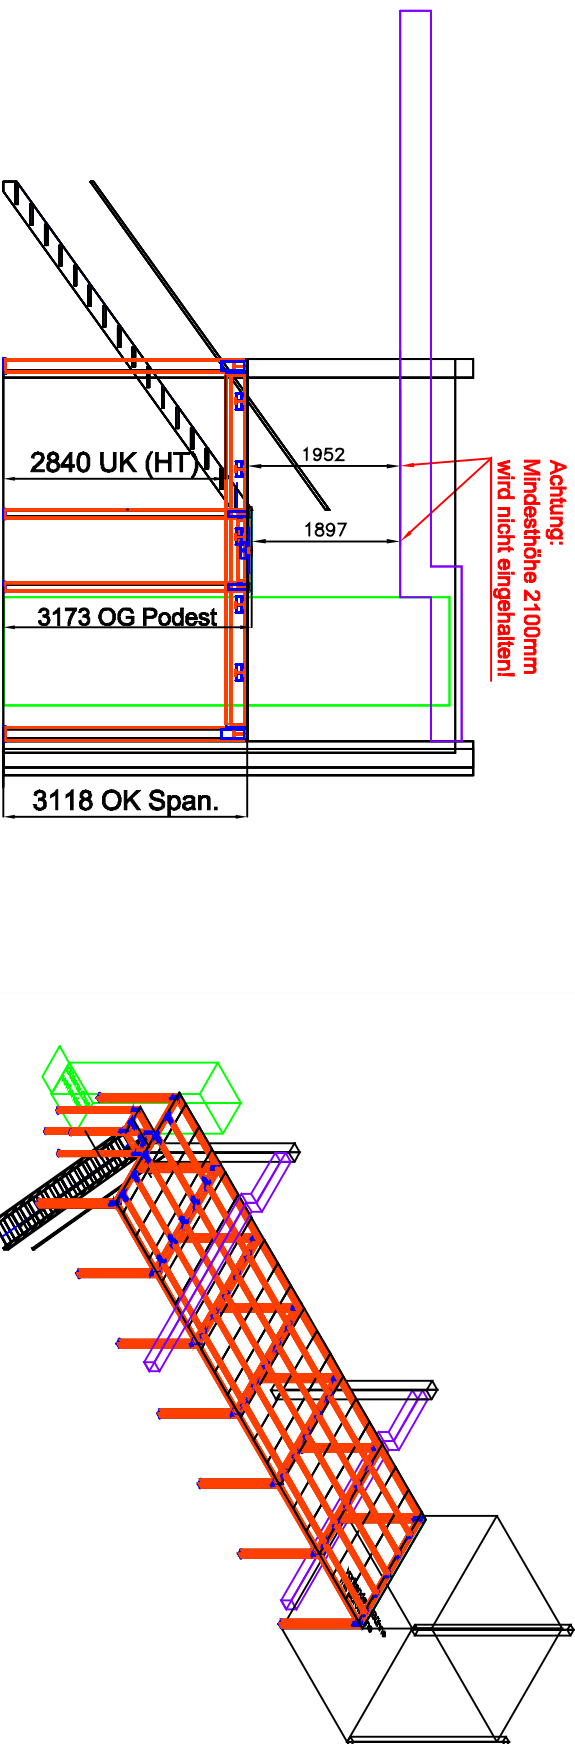 Achtung:
Mindesthöhe 2100mm
wird nicht eingehalten!
1952
2840 UK (HT)
1897
3173 OG Podest
3118 OK Span.